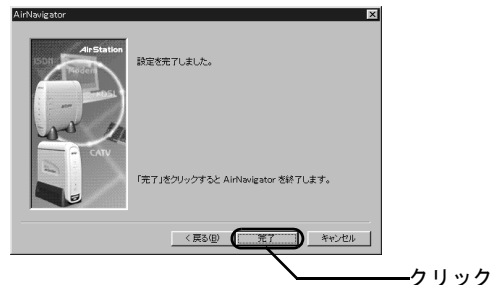 AirNavigator
AirStation
ISDN
Modem
xDSL
CATV
設定を完了しました。
「完了」をクリックすると AirNavigator を終了します。
< 戻る(B)
完了
キャンセル
クリック